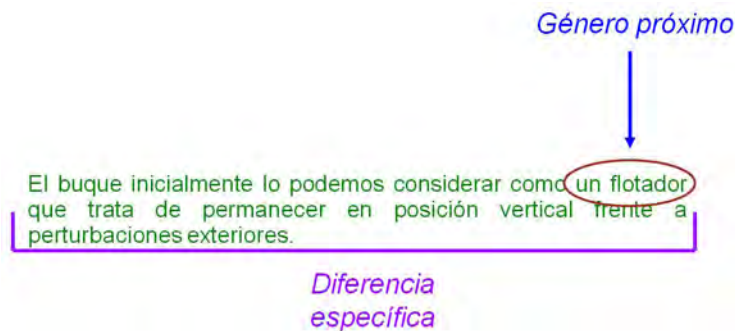 Género próximo
El buque inicialmente lo podemos considerar como un flotador
que trata de permanecer en posición vertical frente a
perturbaciones exteriores.
Diferencia
específica